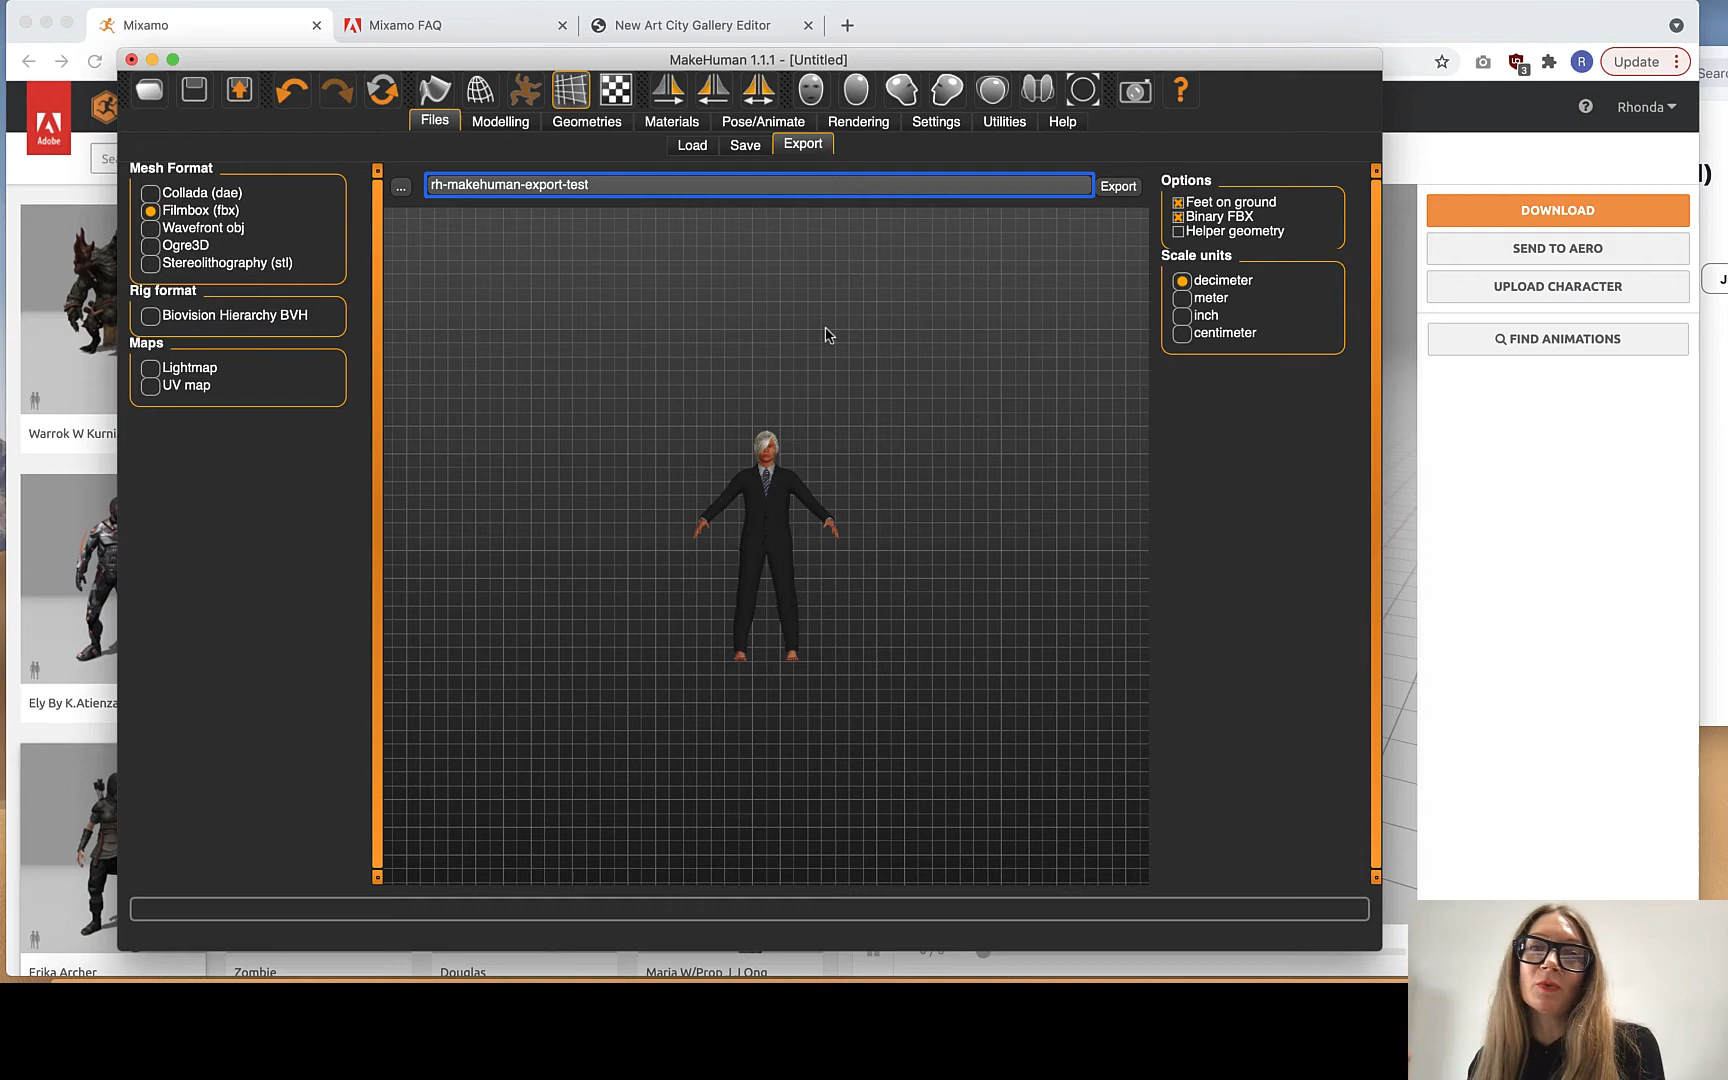 Mixamo
Mixamo FAQ
New Art City Gallery Editor
MakeHuman 1.1.1 - [Untitled]
3
R
Update
Adobe
Rhonda
Files
Modelling
Geometries
Materials
Pose/Animate
Rendering
Settings
Utilities
Help
Load
Save
Export
Mesh Format
Collada (dae)
Filmbox (fbx)
Wavefront obj
Ogre3D
Stereolithography (stl)
Rig format
Biovision Hierarchy BVH
Maps
Lightmap
UV map
...
rh-makehuman-export-test
Export
Options
Feet on ground
Binary FBX
Helper geometry
Scale units
decimeter
meter
inch
centimeter
DOWNLOAD
SEND TO AERO
UPLOAD CHARACTER
FIND ANIMATIONS
Warrok W Kurni
Ely By K.Atienza
Erika Archer
Zombie
Douglas
Maria W/Prop J J Ong